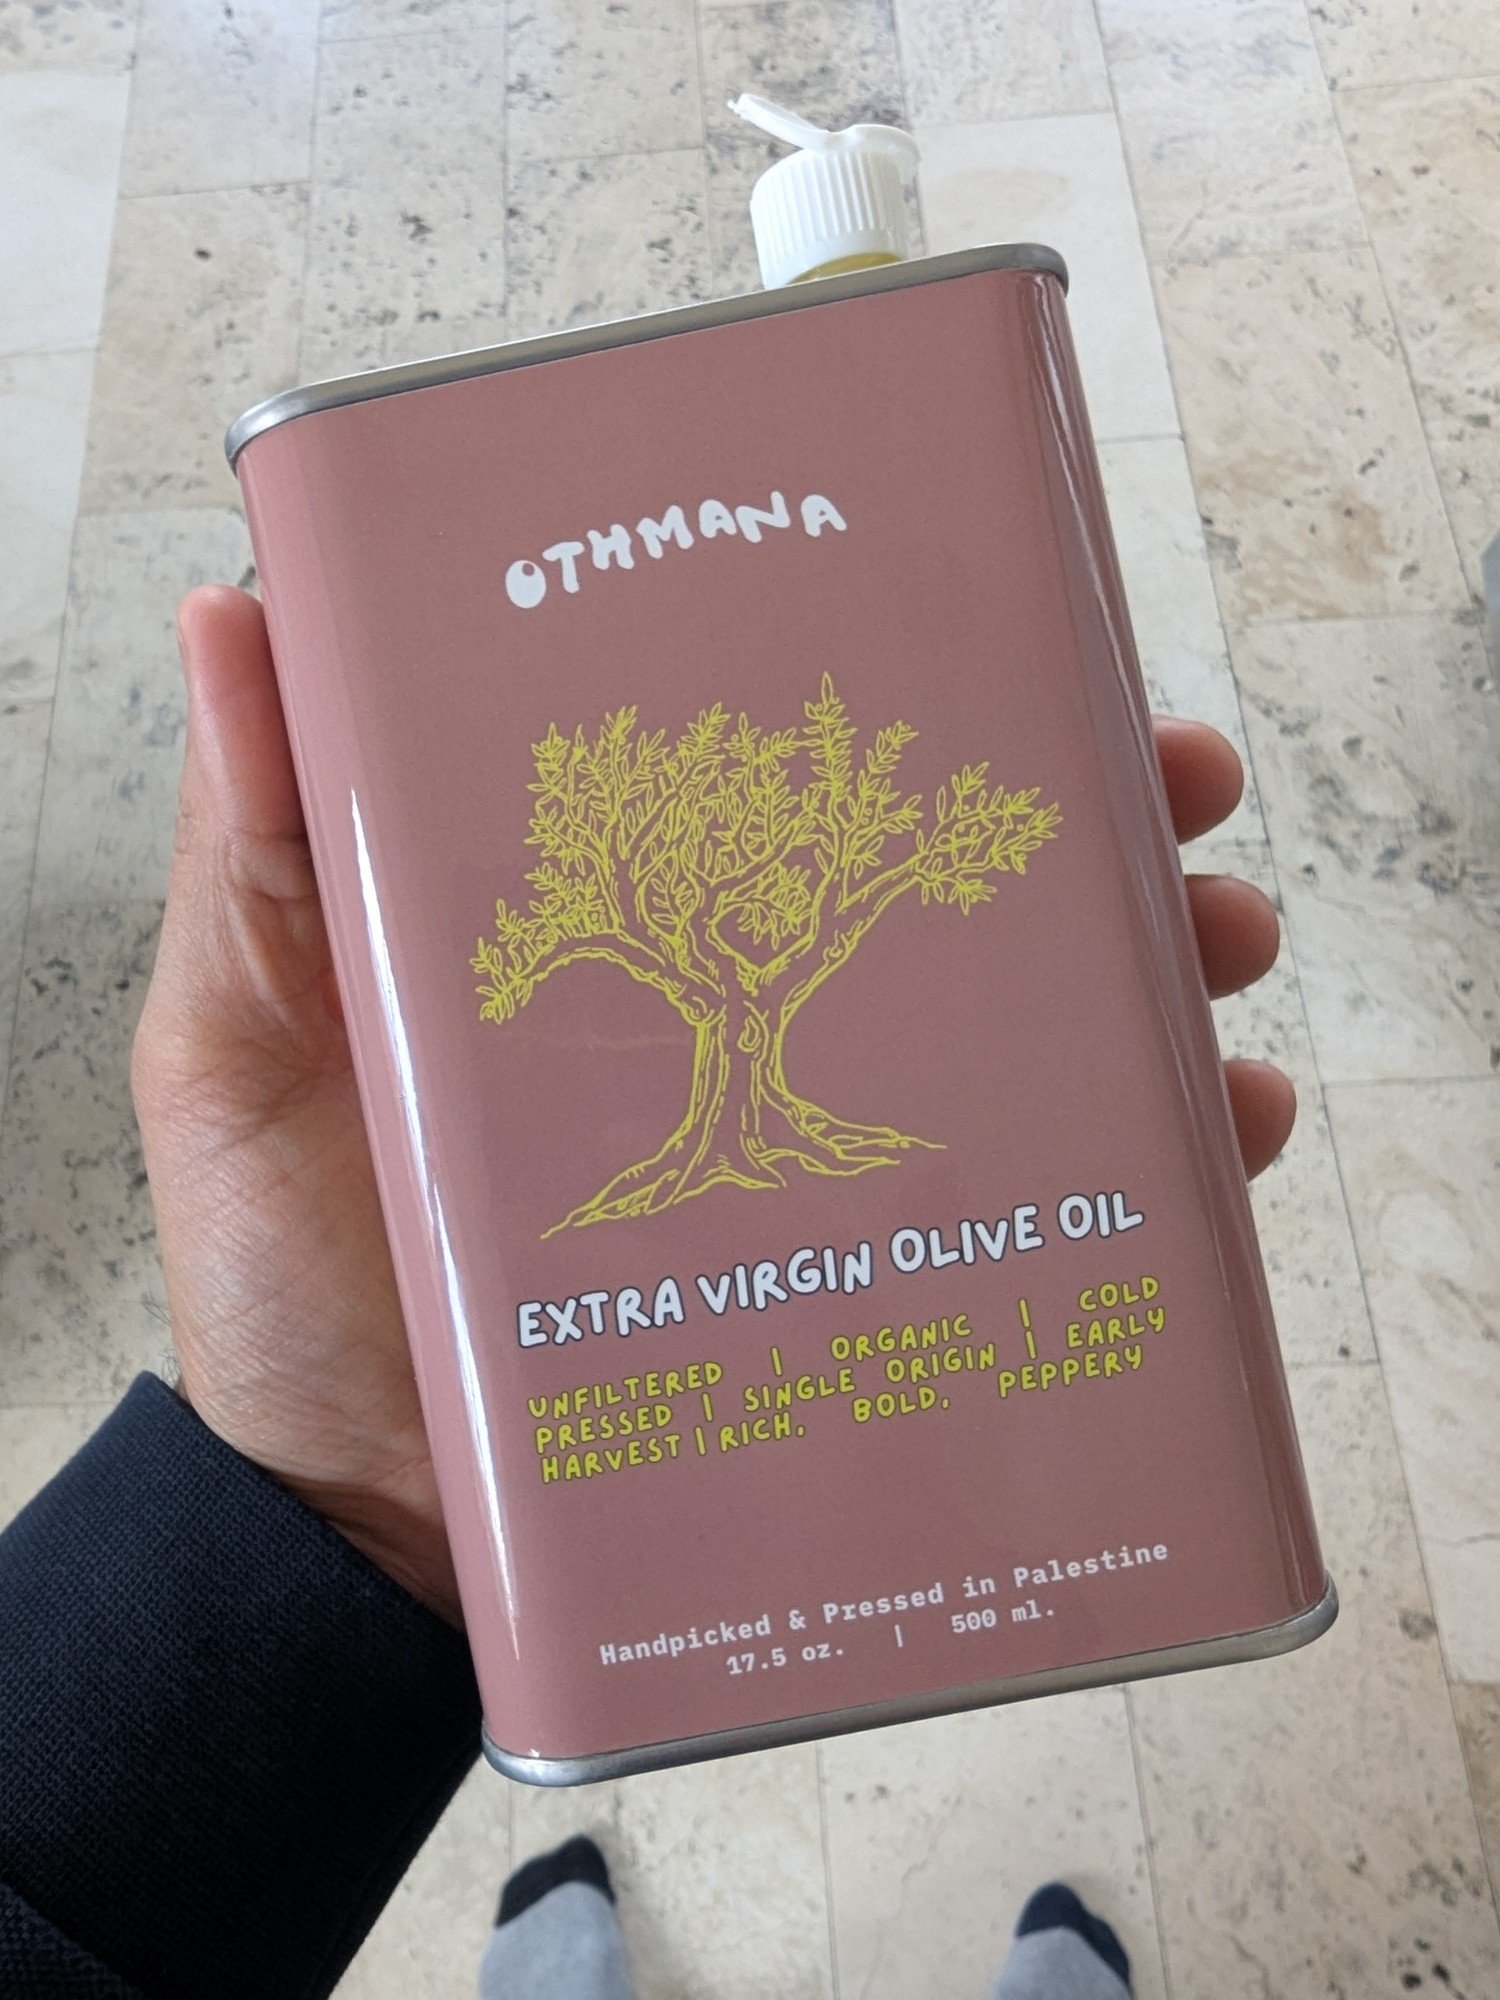 OTHMANA
EXTRA VIRGIN OLIVE OIL
UNFILTERED | ORGANIC | COLD
PRESSED | SINGLE ORIGIN | EARLY
HARVEST | RICH, BOLD, PEPPERY
Handpicked & Pressed in Palestine
17.5 oz. | 500 ml.